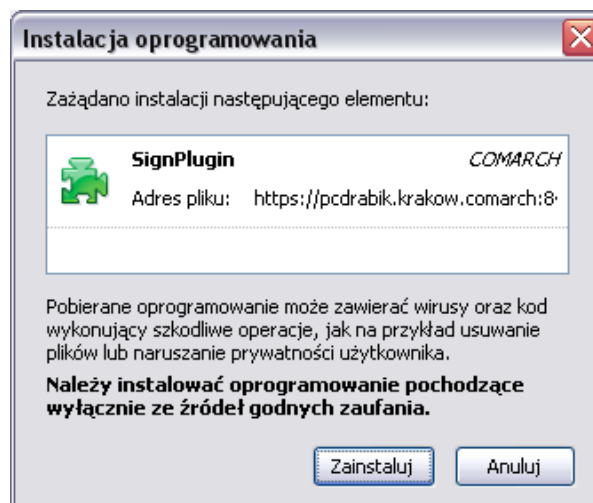 Instalacja oprogramowania
Zażądano instalacji następującego elementu:
SignPlugin COMARCH
Adres pliku: https://pcdrabik.krakow.comarch:8
Pobierane oprogramowanie może zawierać wirusy oraz kod
wykonujący szkodliwe operacje, jak na przykład usuwanie
plików lub naruszanie prywatności użytkownika.
Należy instalować oprogramowanie pochodzące
wyłącznie ze źródeł godnych zaufania.
Zainstaluj Anuluj